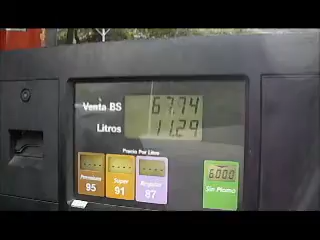 Venta BS 67.74
Litros 11.29
Precio Por Litro
Premium Super Regular
95 91 87
6000
Sin Plomo